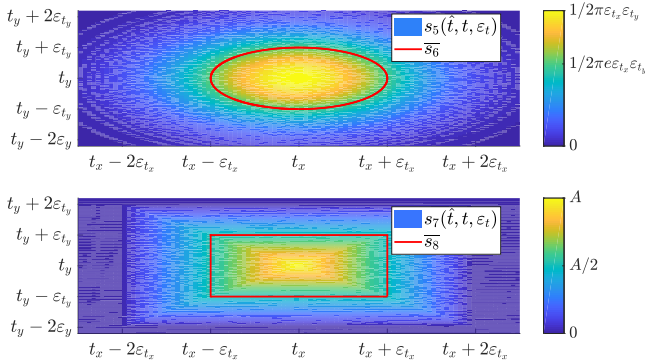 t_y + 2ε_{t_y}
t_y + ε_{t_y}
t_y
t_y − ε_{t_y}
t_y − 2ε_y
t_x − 2ε_{t_x}
t_x − ε_{t_x}
t_x
t_x + ε_{t_x}
t_x + 2ε_{t_x}
s_5(t̂, t, ε_t)
s̅_6
1/2πε_{t_x}ε_{t_y}
1/2πeε_{t_x}ε_{t_y}
0
t_y + 2ε_{t_y}
t_y + ε_{t_y}
t_y
t_y − ε_{t_y}
t_y − 2ε_y
t_x − 2ε_{t_x}
t_x − ε_{t_x}
t_x
t_x + ε_{t_x}
t_x + 2ε_{t_x}
s_7(t̂, t, ε_t)
s̅_8
A
A/2
0